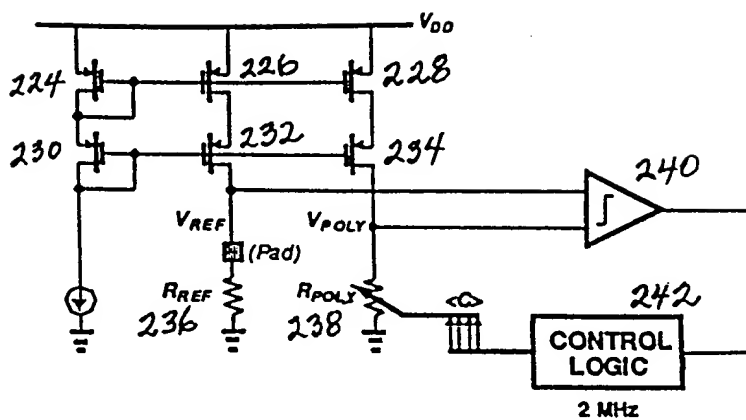 VDD
224
226
228
230
232
234
240
VREF
VPOLY
(Pad)
RREF
236
RPOLY
238
<C>
242
CONTROL
LOGIC
2 MHz